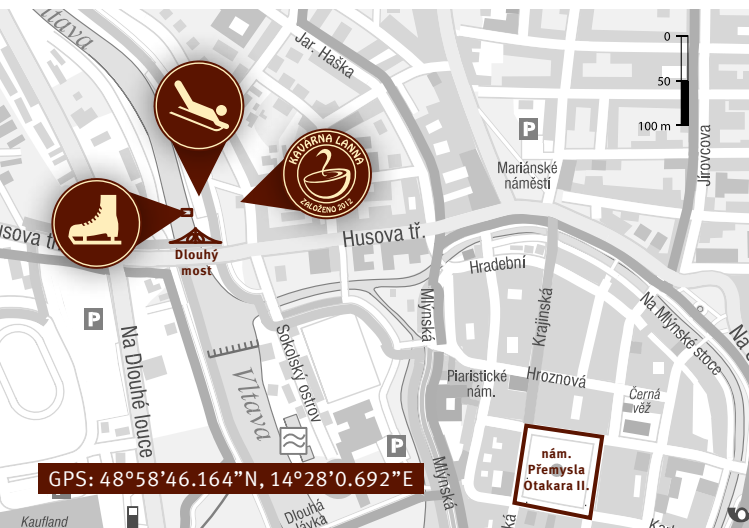 Vltava
Jar. Haška
0
50
100 m
P
Mariánské
náměstí
Jírovcova
KAVÁRNA LANNA
ZALOŽENO 2012
Husova tř.
Husova tř.
Dlouhý
most
Hradební
Mlýnská
Krajinská
Na Mlýnské stoce
P
Na Dlouhé louce
Sokolský ostrov
Vltava
Piaristické
nám.
Hroznová
Černá
věž
P
nám.
Přemysla
Otakara II.
Mlýnská
GPS: 48°58’46.164”N, 14°28’0.692”E
Dlouhá
lávka
Kaufland